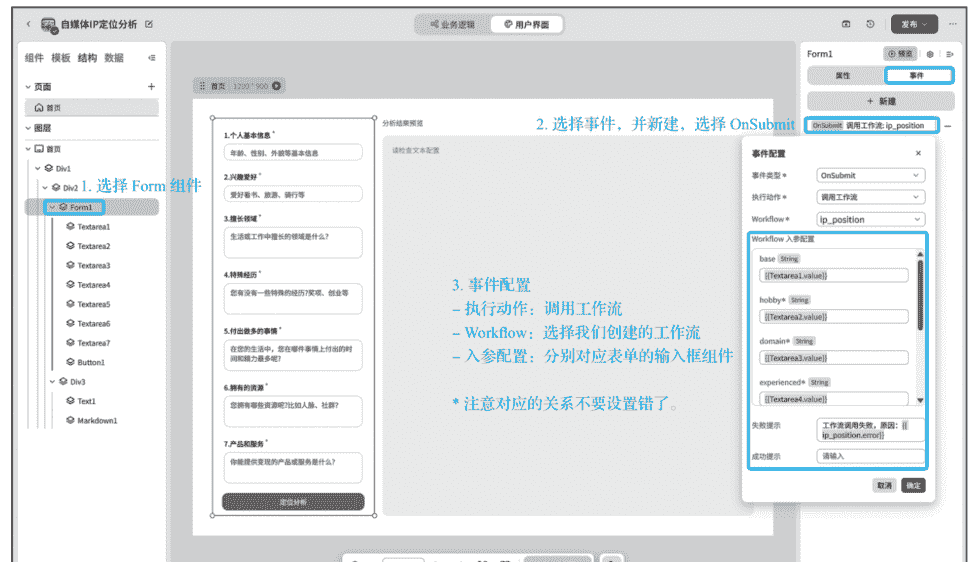 自媒体IP定位分析
业务逻辑
用户界面
发布
组件 模板 结构 数据
页面
首页
图层
首页
Div1
Div2
1. 选择 Form 组件
Form1
Textarea1
Textarea2
Textarea3
Textarea4
Textarea5
Textarea6
Textarea7
Button1
Div3
Text1
Markdown1
首页 1200 * 900
1.个人基本信息 *
年龄、性别、外貌等基本信息
2.兴趣爱好 *
爱好看书、旅游、骑行等
3.擅长领域 *
生活或工作中擅长的领域是什么?
4.特殊经历 *
您有没有一些特殊的经历?奖项、创业等
5.付出做多的事情 *
在您的生活中，您在哪件事情上付出的时
间和精力最多呢?
6.拥有的资源 *
您拥有哪些资源呢?比如人脉、社群?
7.产品和服务 *
你能提供变现的产品或服务是什么?
定位分析
分析结果预览
请检查文本配置
2. 选择事件，并新建，选择 OnSubmit
3. 事件配置
– 执行动作：调用工作流
– Workflow：选择我们创建的工作流
– 入参配置：分别对应表单的输入框组件
* 注意对应的关系不要设置错了。
Form1
预览
属性
事件
+ 新建
OnSubmit 调用工作流: ip_position
事件配置
事件类型 *
OnSubmit
执行动作 *
调用工作流
Workflow *
ip_position
Workflow 入参配置
base String
{{Textarea1.value}}
hobby* String
{{Textarea2.value}}
domain* String
{{Textarea3.value}}
experienced* String
{{Textarea4.value}}
失败提示
工作流调用失败，原因：{{
ip_position.error}}
成功提示
请输入
取消
确定